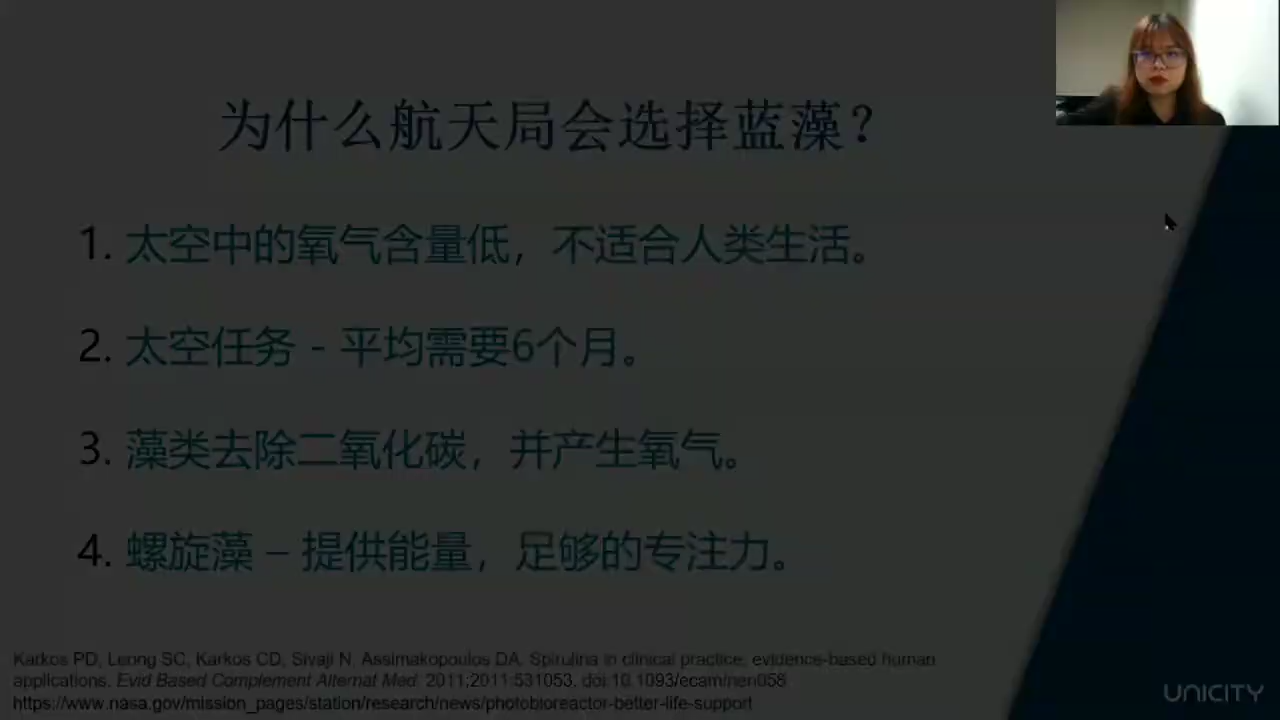 为什么航天局会选择蓝藻？
1. 太空中的氧气含量低，不适合人类生活。
2. 太空任务 - 平均需要6个月。
3. 藻类去除二氧化碳，并产生氧气。
4. 螺旋藻 – 提供能量，足够的专注力。
Karkos PD, Leong SC, Karkos CD, Sivaji N, Assimakopoulos DA. Spirulina in clinical practice: evidence-based human
applications. Evid Based Complement Alternat Med. 2011;2011:531053. doi:10.1093/ecam/nen058
https://www.nasa.gov/mission_pages/station/research/news/photobioreactor-better-life-support
UNICITY